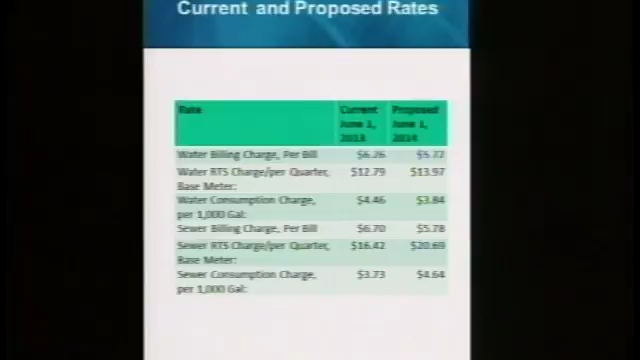 Current and Proposed Rates
Rate Current June 1, 2013 Proposed June 1, 2014
Water Billing Charge, Per Bill $6.26 $5.77
Water RTS Charge/per Quarter, Base Meter: $12.79 $13.97
Water Consumption Charge, per 1,000 Gal: $4.46 $3.84
Sewer Billing Charge, Per Bill $6.70 $5.78
Sewer RTS Charge/per Quarter, Base Meter: $16.42 $20.69
Sewer Consumption Charge, per 1,000 Gal: $3.73 $4.64